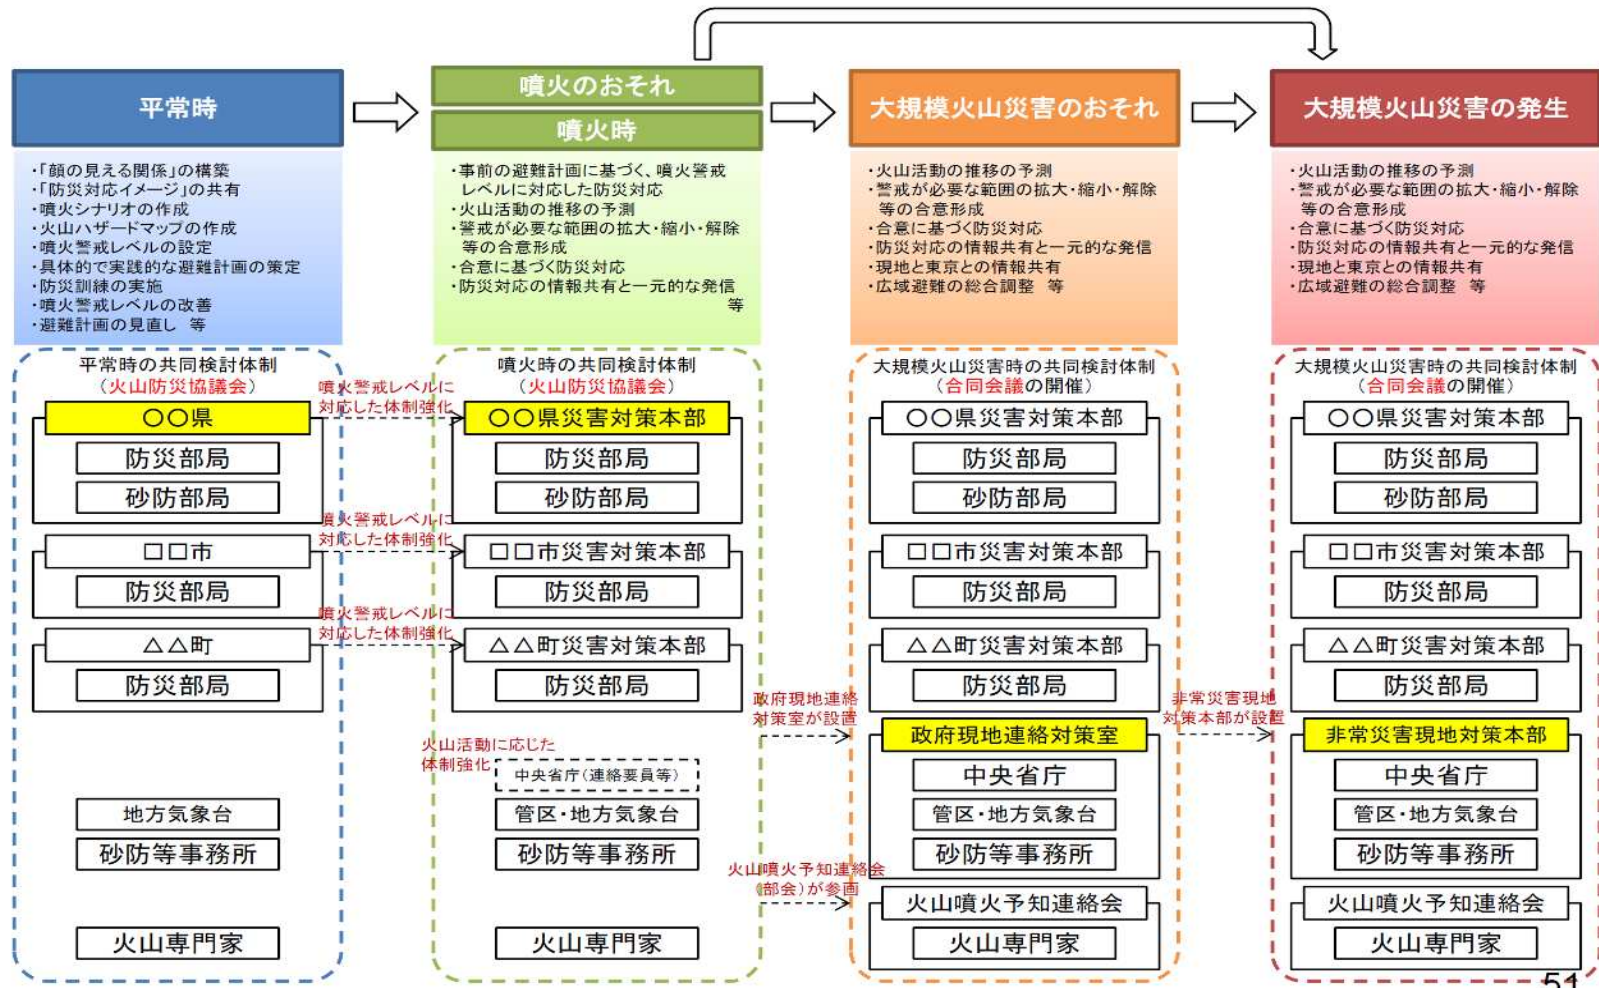 平常時
・「顔の見える関係」の構築
・「防災対応イメージ」の共有
・噴火シナリオの作成
・火山ハザードマップの作成
・噴火警戒レベルの設定
・具体的で実践的な避難計画の策定
・防災訓練の実施
・噴火警戒レベルの改善
・避難計画の見直し 等
噴火のおそれ
噴火時
・事前の避難計画に基づく、噴火警戒
レベルに対応した防災対応
・火山活動の推移の予測
・警戒が必要な範囲の拡大・縮小・解除
等の合意形成
・合意に基づく防災対応
・防災対応の情報共有と一元的な発信
等
大規模火山災害のおそれ
・火山活動の推移の予測
・警戒が必要な範囲の拡大・縮小・解除
等の合意形成
・合意に基づく防災対応
・防災対応の情報共有と一元的な発信
・現地と東京との情報共有
・広域避難の総合調整 等
大規模火山災害の発生
・火山活動の推移の予測
・警戒が必要な範囲の拡大・縮小・解除
等の合意形成
・合意に基づく防災対応
・防災対応の情報共有と一元的な発信
・現地と東京との情報共有
・広域避難の総合調整 等
平常時の共同検討体制
（火山防災協議会）
〇〇県
防災部局
砂防部局
□□市
防災部局
△△町
防災部局
地方気象台
砂防等事務所
火山専門家
噴火警戒レベルに
対応した体制強化
噴火警戒レベルに
対応した体制強化
噴火警戒レベルに
対応した体制強化
火山活動に応じた
体制強化
噴火時の共同検討体制
（火山防災協議会）
〇〇県災害対策本部
防災部局
砂防部局
□□市災害対策本部
防災部局
△△町災害対策本部
防災部局
中央省庁（連絡要員等）
管区・地方気象台
砂防等事務所
火山専門家
政府現地連絡
対策室が設置
火山噴火予知連絡会
（部会）が参画
大規模火山災害時の共同検討体制
（合同会議の開催）
〇〇県災害対策本部
防災部局
砂防部局
□□市災害対策本部
防災部局
△△町災害対策本部
防災部局
政府現地連絡対策室
中央省庁
管区・地方気象台
砂防等事務所
火山噴火予知連絡会
火山専門家
非常災害現地
対策本部が設置
大規模火山災害時の共同検討体制
（合同会議の開催）
〇〇県災害対策本部
防災部局
砂防部局
□□市災害対策本部
防災部局
△△町災害対策本部
防災部局
非常災害現地対策本部
中央省庁
管区・地方気象台
砂防等事務所
火山噴火予知連絡会
火山専門家
51